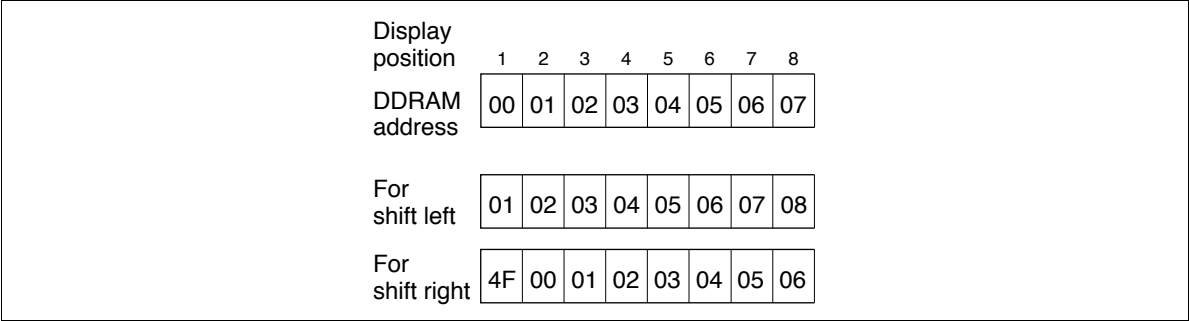 Display
position 1 2 3 4 5 6 7 8
DDRAM
address 00 01 02 03 04 05 06 07
For
shift left 01 02 03 04 05 06 07 08
For
shift right 4F 00 01 02 03 04 05 06